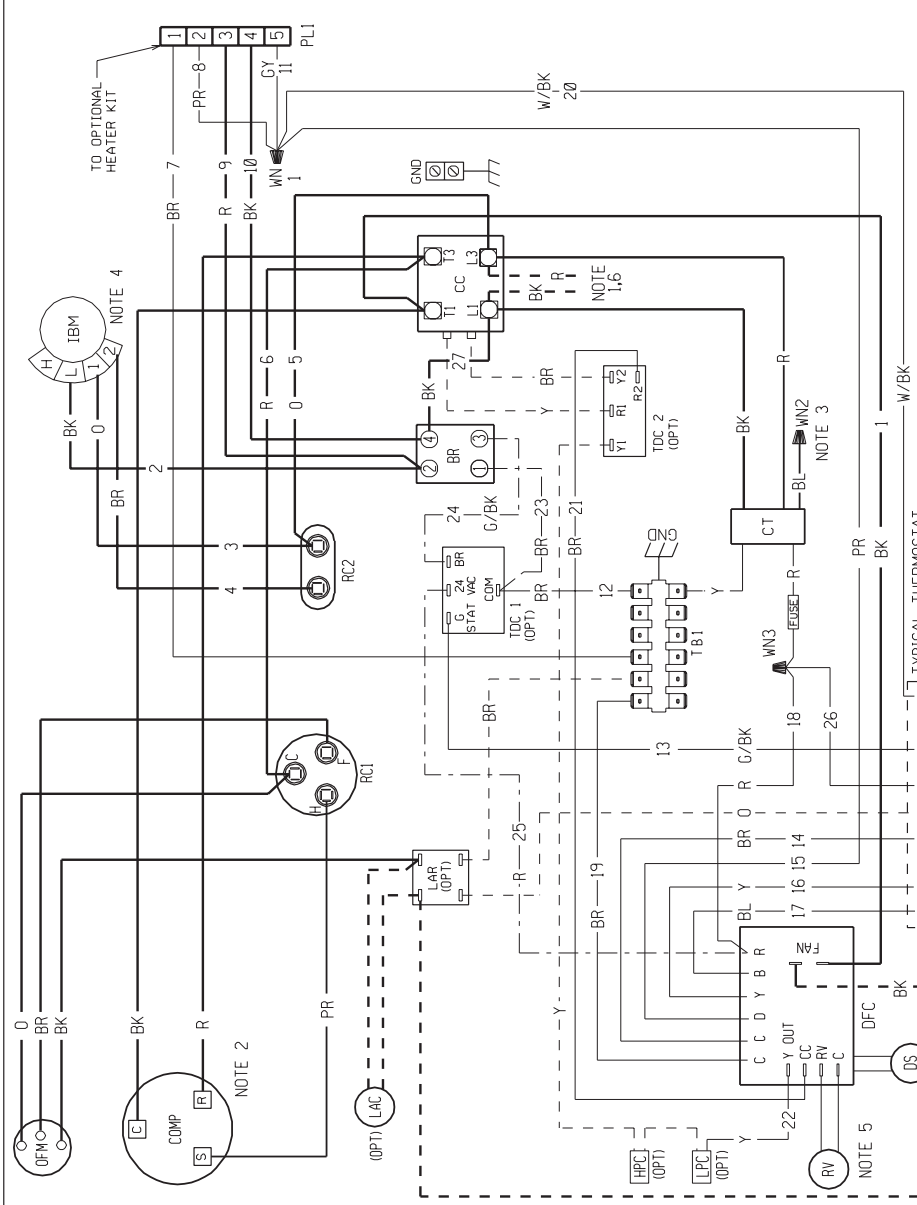 TO OPTIONAL
HEATER KIT
1
2
3
4
5
PL1
PR
8
GY
11
BR
7
R
9
BK
10
WN
1
W/BK
20
GND
IBM
H
L
1
2
NOTE 4
BK
O
BR
2
3
4
R
6
O
5
T3
T1
CC
L3
L1
R
BK
NOTE
1,6
27
BK
BR
2
4
1
3
BR
Y
Y2
R2
R1
Y1
TDC 2
(OPT)
24
G/BK
23
BR
21
BR
RC2
BR
24
VAC
G
STAT
COM
TDC 1
(OPT)
BR
12
GND
TB1
Y
CT
BK
R
BL
WN2
NOTE 3
W/BK
1
PR
BK
R
FUSE
WN3
18
26
TYPICAL THERMOSTAT
C
F
H
RC1
BR
13
G/BK
R
O
BR
14
15
Y
16
BL
17
25
R
19
BR
LAR
(OPT)
Y
O
BR
BK
BK
R
PR
OFM
COMP
C
R
S
NOTE 2
LAC
(OPT)
FAN
R
B
Y
D
C
C
Y OUT
CC
RV
C
DFC
BK
DS
22
Y
HPC
(OPT)
LPC
(OPT)
RV
NOTE 5